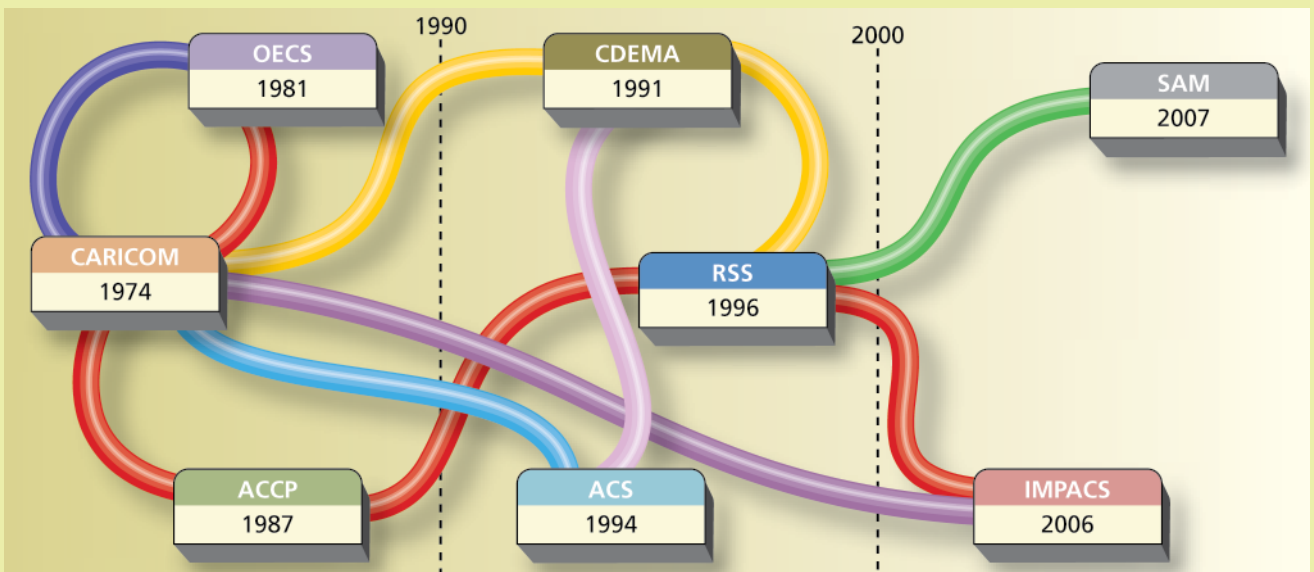 1990
2000
OECS
1981
CDEMA
1991
SAM
2007
CARICOM
1974
RSS
1996
ACCP
1987
ACS
1994
IMPACS
2006